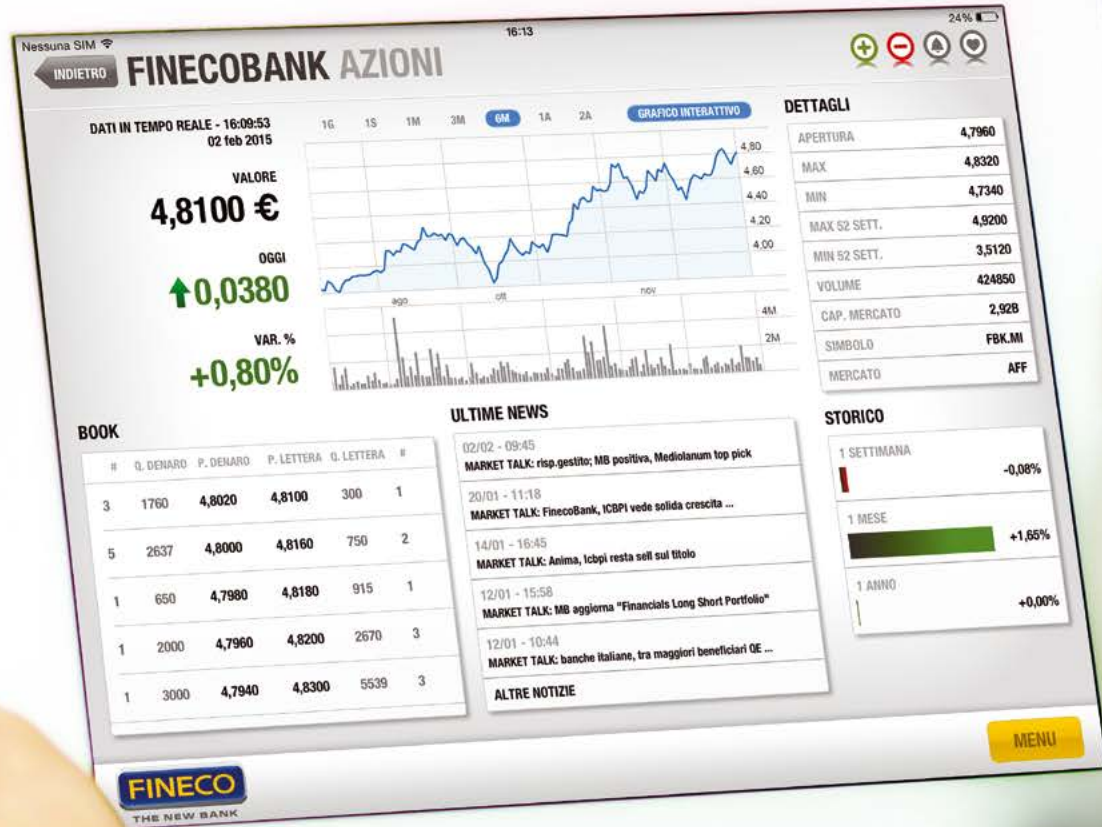 Nessuna SIM
16:13
24%
INDIETRO
FINECOBANK AZIONI
DATI IN TEMPO REALE - 16:09:53
02 feb 2015
VALORE
4,8100 €
OGGI
0,0380
VAR. %
+0,80%
1G 1S 1M 3M 6M 1A 2A GRAFICO INTERATTIVO
4,80
4,60
4,40
4,20
4,00
ago ott nov
4M
2M
DETTAGLI
APERTURA 4,7960
MAX 4,8320
MIN 4,7340
MAX 52 SETT. 4,9200
MIN 52 SETT. 3,5120
VOLUME 424850
CAP. MERCATO 2,92B
SIMBOLO FBK.MI
MERCATO AFF
BOOK
# Q. DENARO P. DENARO P. LETTERA Q. LETTERA #
3 1760 4,8020 4,8100 300 1
5 2637 4,8000 4,8160 750 2
1 650 4,7980 4,8180 915 1
1 2000 4,7960 4,8200 2670 3
1 3000 4,7940 4,8300 5539 3
ULTIME NEWS
02/02 - 09:45
MARKET TALK: risp.gestito; MB positiva, Mediolanum top pick
20/01 - 11:18
MARKET TALK: FinecoBank, ICBPI vede solida crescita ...
14/01 - 16:45
MARKET TALK: Anima, Icbpi resta sell sul titolo
12/01 - 15:58
MARKET TALK: MB aggiorna "Financials Long Short Portfolio"
12/01 - 10:44
MARKET TALK: banche italiane, tra maggiori beneficiari QE ...
ALTRE NOTIZIE
STORICO
1 SETTIMANA
-0,08%
1 MESE
+1,65%
1 ANNO
+0,00%
FINECO
THE NEW BANK
MENU